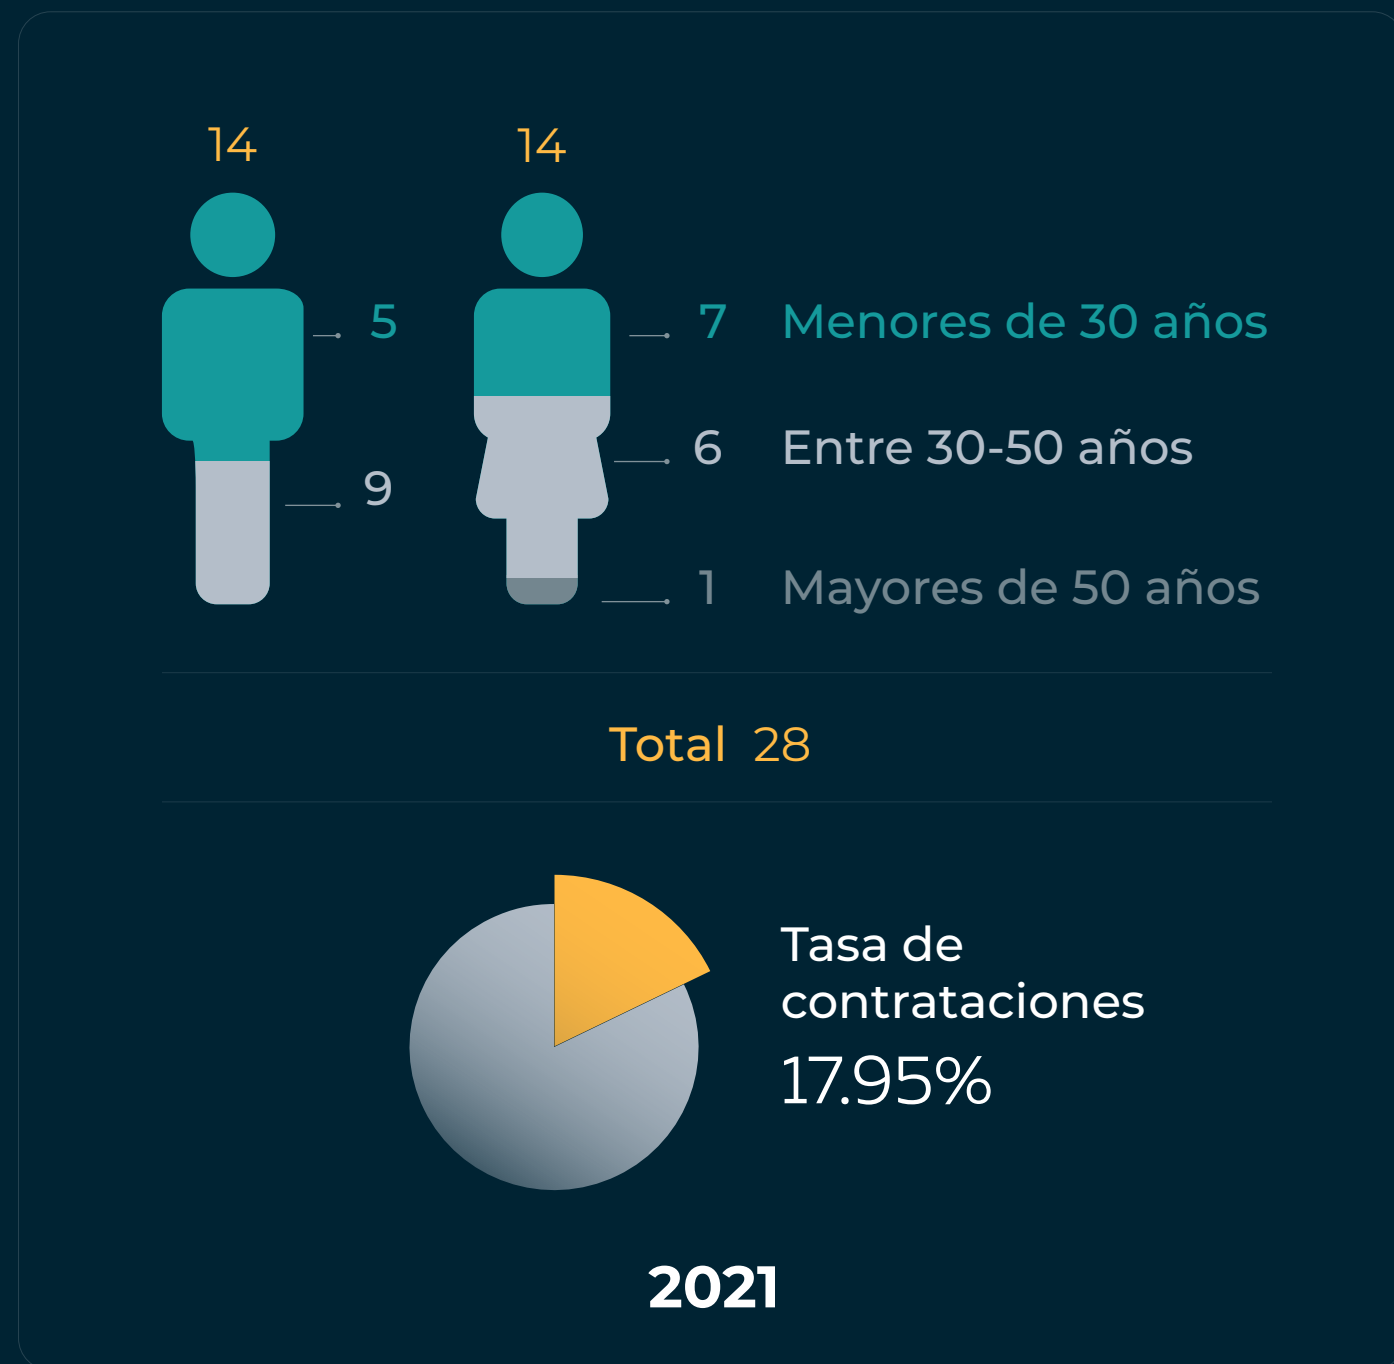 14 14
5 7 Menores de 30 años
6 Entre 30-50 años
9
1 Mayores de 50 años
Total 28
Tasa de
contrataciones
17.95%
2021